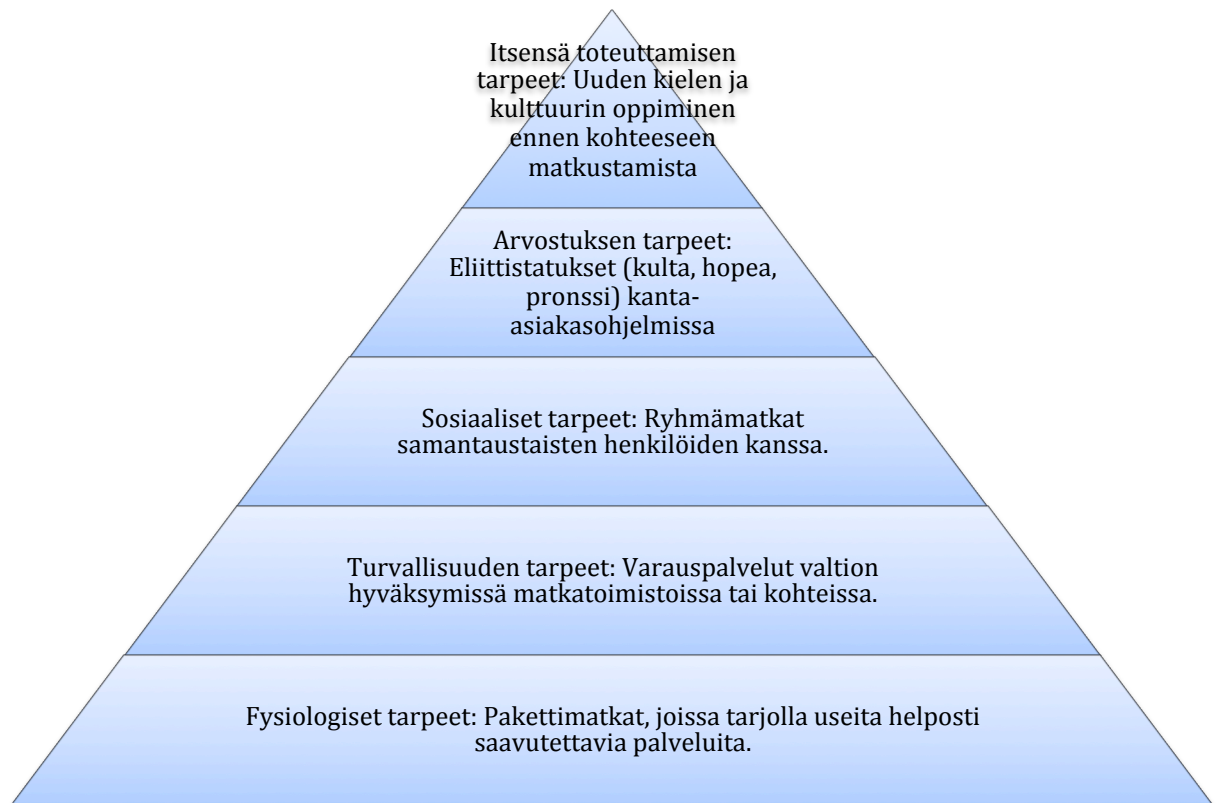 Itsensä toteuttamisen
tarpeet: Uuden kielen ja
kulttuurin oppiminen
ennen kohteeseen
matkustamista
Arvostuksen tarpeet:
Eliittistatukset (kulta, hopea,
pronssi) kanta-
asiakasohjelmissa
Sosiaaliset tarpeet: Ryhmämatkat
samantaustaisten henkilöiden kanssa.
Turvallisuuden tarpeet: Varauspalvelut valtion
hyväksymissä matkatoimistoissa tai kohteissa.
Fysiologiset tarpeet: Pakettimatkat, joissa tarjolla useita helposti
saavutettavia palveluita.